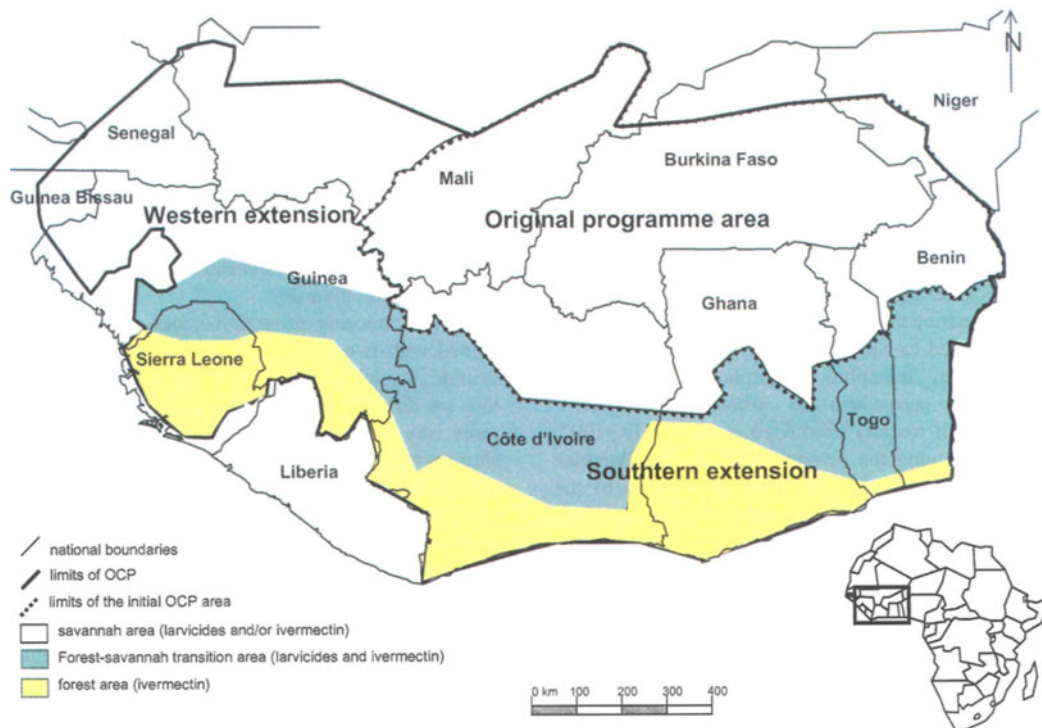 N
Niger
Senegal
Burkina Faso
Mali
Guinea Bissau
Western extension
Original programme area
Benin
Guinea
Ghana
Sierra Leone
Togo
Côte d'Ivoire
Liberia
Southtern extension
national boundaries
limits of OCP
limits of the initial OCP area
savannah area (larvicides and/or ivermectin)
Forest-savannah transition area (larvicides and ivermectin)
forest area (ivermectin)
0 km 100 200 300 400